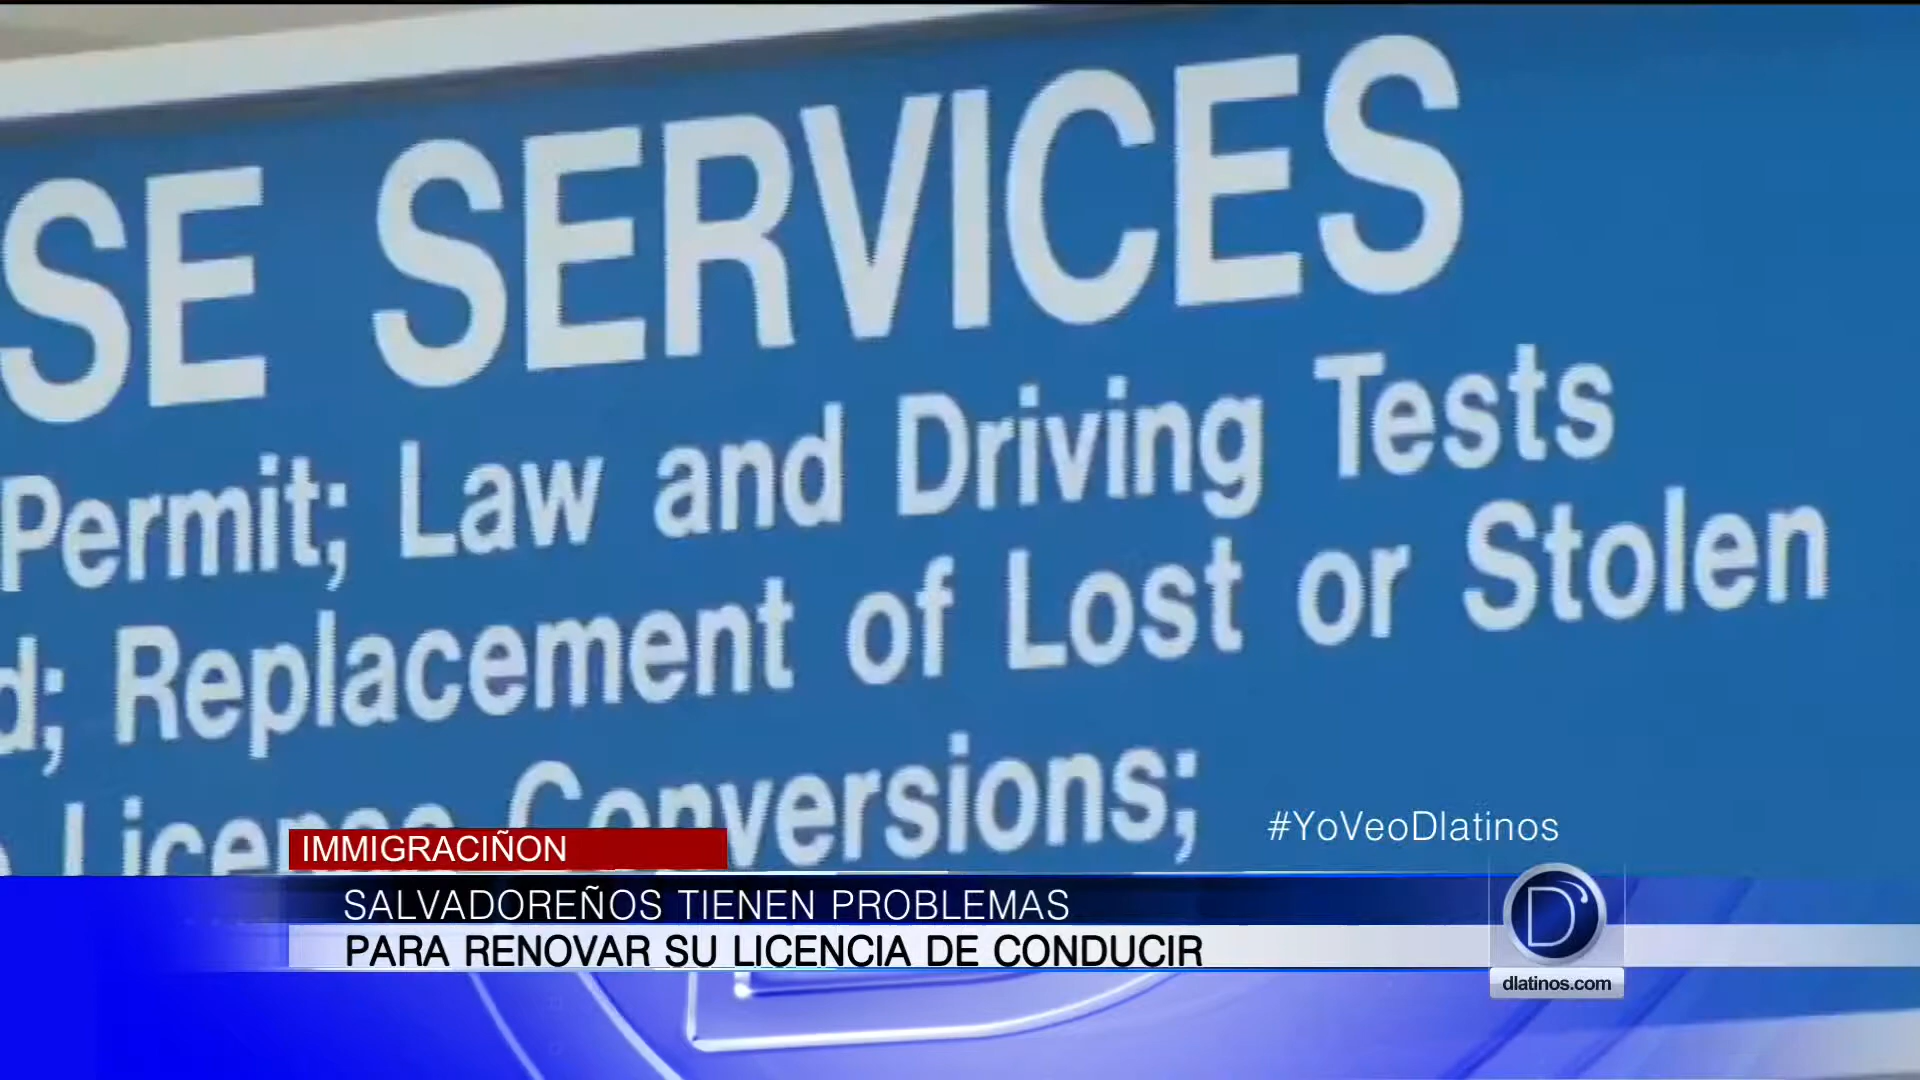 SE SERVICES
Permit; Law and Driving Tests
d; Replacement of Lost or Stolen
License Conversions;
#YoVeoDlatinos
IMMIGRACIÑON
SALVADOREÑOS TIENEN PROBLEMAS
PARA RENOVAR SU LICENCIA DE CONDUCIR
D
dlatinos.com